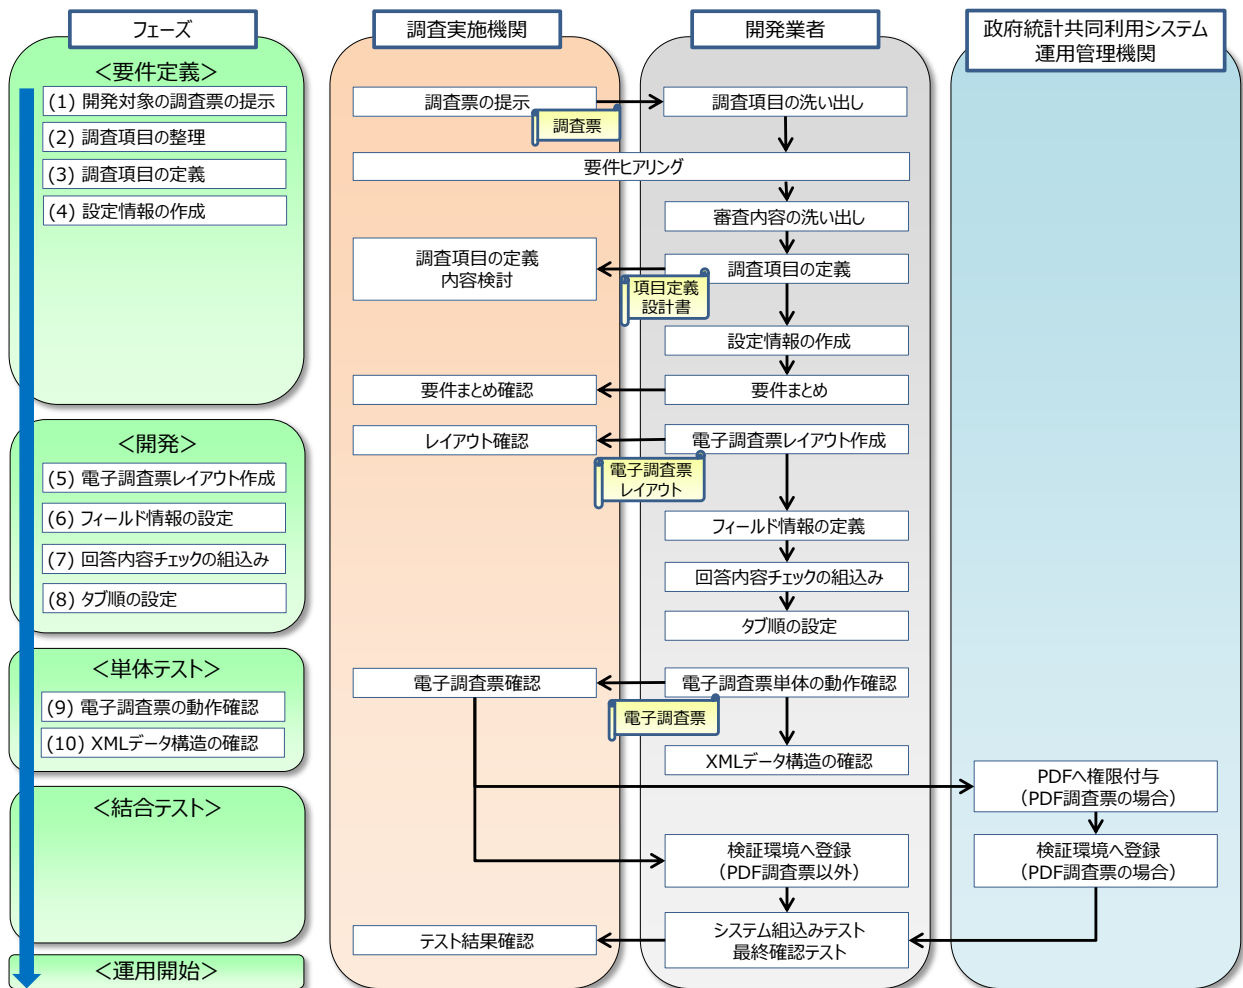 フェーズ
調査実施機関
開発業者
政府統計共同利用システム
運用管理機関
＜要件定義＞
(1) 開発対象の調査票の提示
(2) 調査項目の整理
(3) 調査項目の定義
(4) 設定情報の作成
調査票の提示
調査票
調査項目の洗い出し
要件ヒアリング
審査内容の洗い出し
調査項目の定義
内容検討
調査項目の定義
項目定義
設計書
設定情報の作成
要件まとめ確認
要件まとめ
＜開発＞
(5) 電子調査票レイアウト作成
(6) フィールド情報の設定
(7) 回答内容チェックの組込み
(8) タブ順の設定
レイアウト確認
電子調査票レイアウト作成
電子調査票
レイアウト
フィールド情報の定義
回答内容チェックの組込み
タブ順の設定
＜単体テスト＞
(9) 電子調査票の動作確認
(10) XMLデータ構造の確認
電子調査票確認
電子調査票単体の動作確認
電子調査票
XMLデータ構造の確認
PDFへ権限付与
（PDF調査票の場合）
＜結合テスト＞
検証環境へ登録
（PDF調査票以外）
検証環境へ登録
（PDF調査票の場合）
テスト結果確認
システム組込みテスト
最終確認テスト
＜運用開始＞